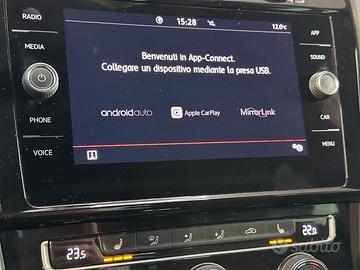 RADIO
MEDIA
PHONE
VOICE
15:28
12.0°C
Benvenuti in App-Connect.
Collegare un dispositivo mediante la presa USB.
androidauto
Apple CarPlay
MirrorLink
APP
SOUND
CAR
MENU
23.5
22.0
subito